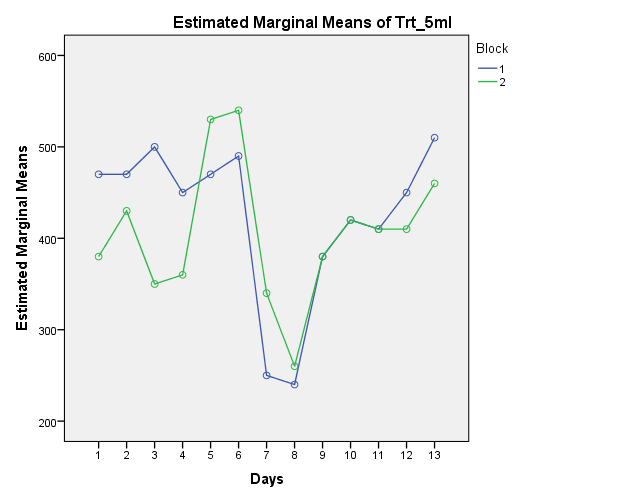 Estimated Marginal Means of Trt_5ml
Block
1
2
Estimated Marginal Means
600
500
400
300
200
1 2 3 4 5 6 7 8 9 10 11 12 13
Days